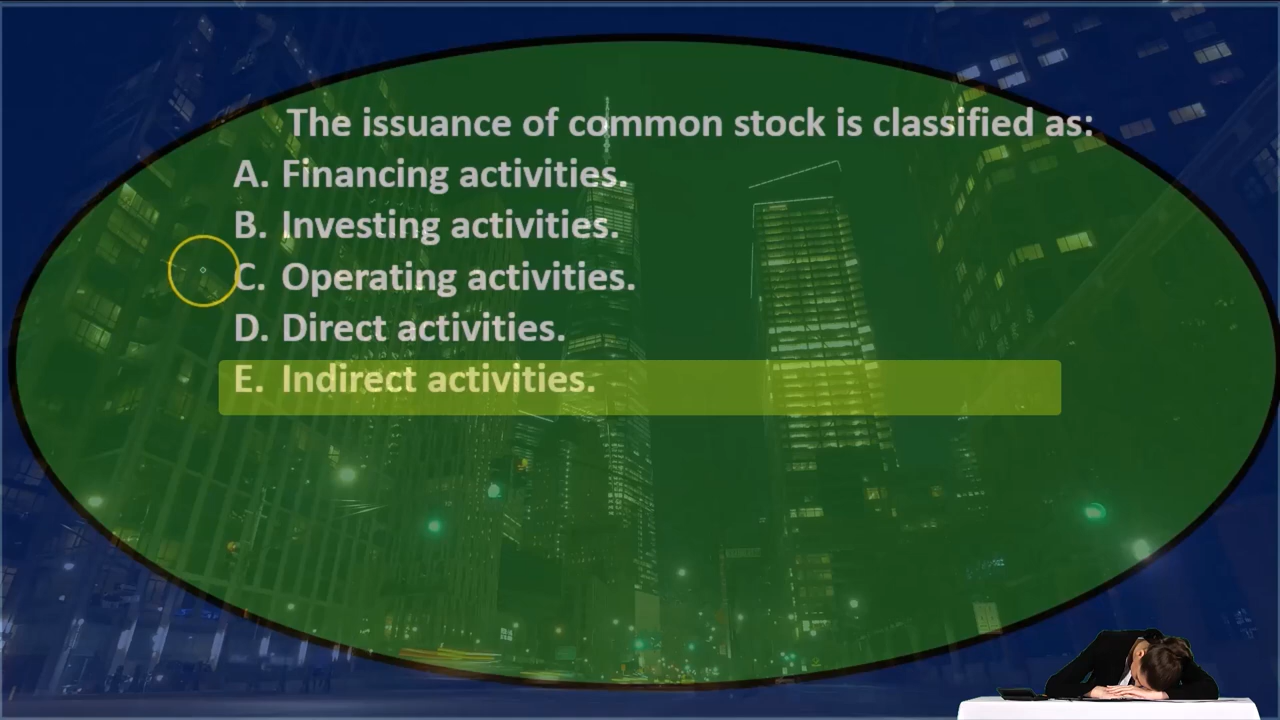 The issuance of common stock is classified as:
A. Financing activities.
B. Investing activities.
C. Operating activities.
D. Direct activities.
E. Indirect activities.